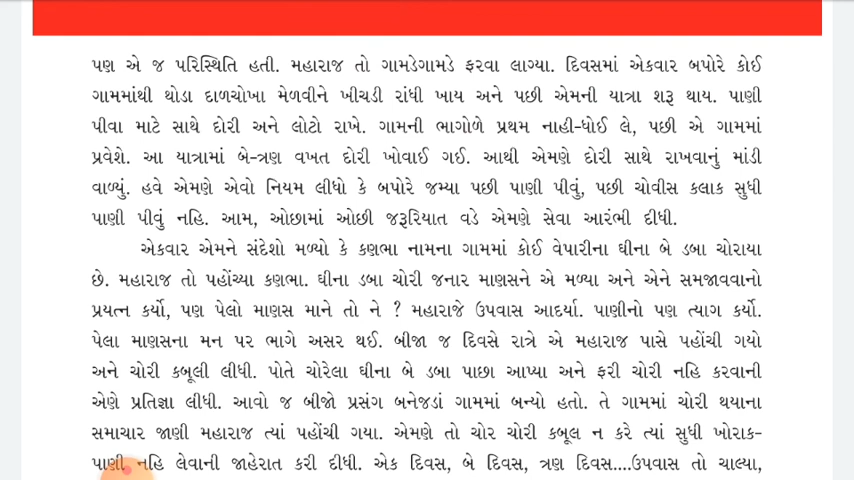 પણ એ જ પરિસ્થિતિ હતી. મહારાજ તો ગામડેગામડે ફરવા લાગ્યા. દિવસમાં એકવાર બપોરે કોઈ
ગામમાંથી થોડા દાળચોખા મેળવીને ખીચડી રાંધી ખાય અને પછી એમની યાત્રા શરૂ થાય. પાણી
પીવા માટે સાથે દોરી અને લોટો રાખે. ગામની ભાગોળે પ્રથમ નાહી-ધોઈ લે, પછી એ ગામમાં
પ્રવેશે. આ યાત્રામાં બે-ત્રણ વખત દોરી ખોવાઈ ગઈ. આથી એમણે દોરી સાથે રાખવાનું માંડી
વાળ્યું. હવે એમણે એવો નિયમ લીધો કે બપોરે જમ્યા પછી પાણી પીવું, પછી ચોવીસ કલાક સુધી
પાણી પીવું નહિ. આમ, ઓછામાં ઓછી જરૂરિયાત વડે એમણે સેવા આરંભી દીધી.
એકવાર એમને સંદેશો મળ્યો કે કણભા નામના ગામમાં કોઈ વેપારીના ઘીના બે ડબા ચોરાયા
છે. મહારાજ તો પહોંચ્યા કણભા. ઘીના ડબા ચોરી જનાર માણસને એ મળ્યા અને એને સમજાવવાનો
પ્રયત્ન કર્યો, પણ પેલો માણસ માને તો ને ? મહારાજે ઉપવાસ આદર્યા. પાણીનો પણ ત્યાગ કર્યો.
પેલા માણસના મન પર ભાગે અસર થઈ. બીજા જ દિવસે રાત્રે એ મહારાજ પાસે પહોંચી ગયો
અને ચોરી કબૂલી લીધી. પોતે ચોરેલા ઘીના બે ડબા પાછા આપ્યા અને ફરી ચોરી નહિ કરવાની
એણે પ્રતિજ્ઞા લીધી. આવો જ બીજો પ્રસંગ બનેજડાં ગામમાં બન્યો હતો. તે ગામમાં ચોરી થયાના
સમાચાર જાણી મહારાજ ત્યાં પહોંચી ગયા. એમણે તો ચોર ચોરી કબૂલ ન કરે ત્યાં સુધી ખોરાક-
પાણી નહિ લેવાની જાહેરાત કરી દીધી. એક દિવસ, બે દિવસ, ત્રણ દિવસ....ઉપવાસ તો ચાલ્યા,